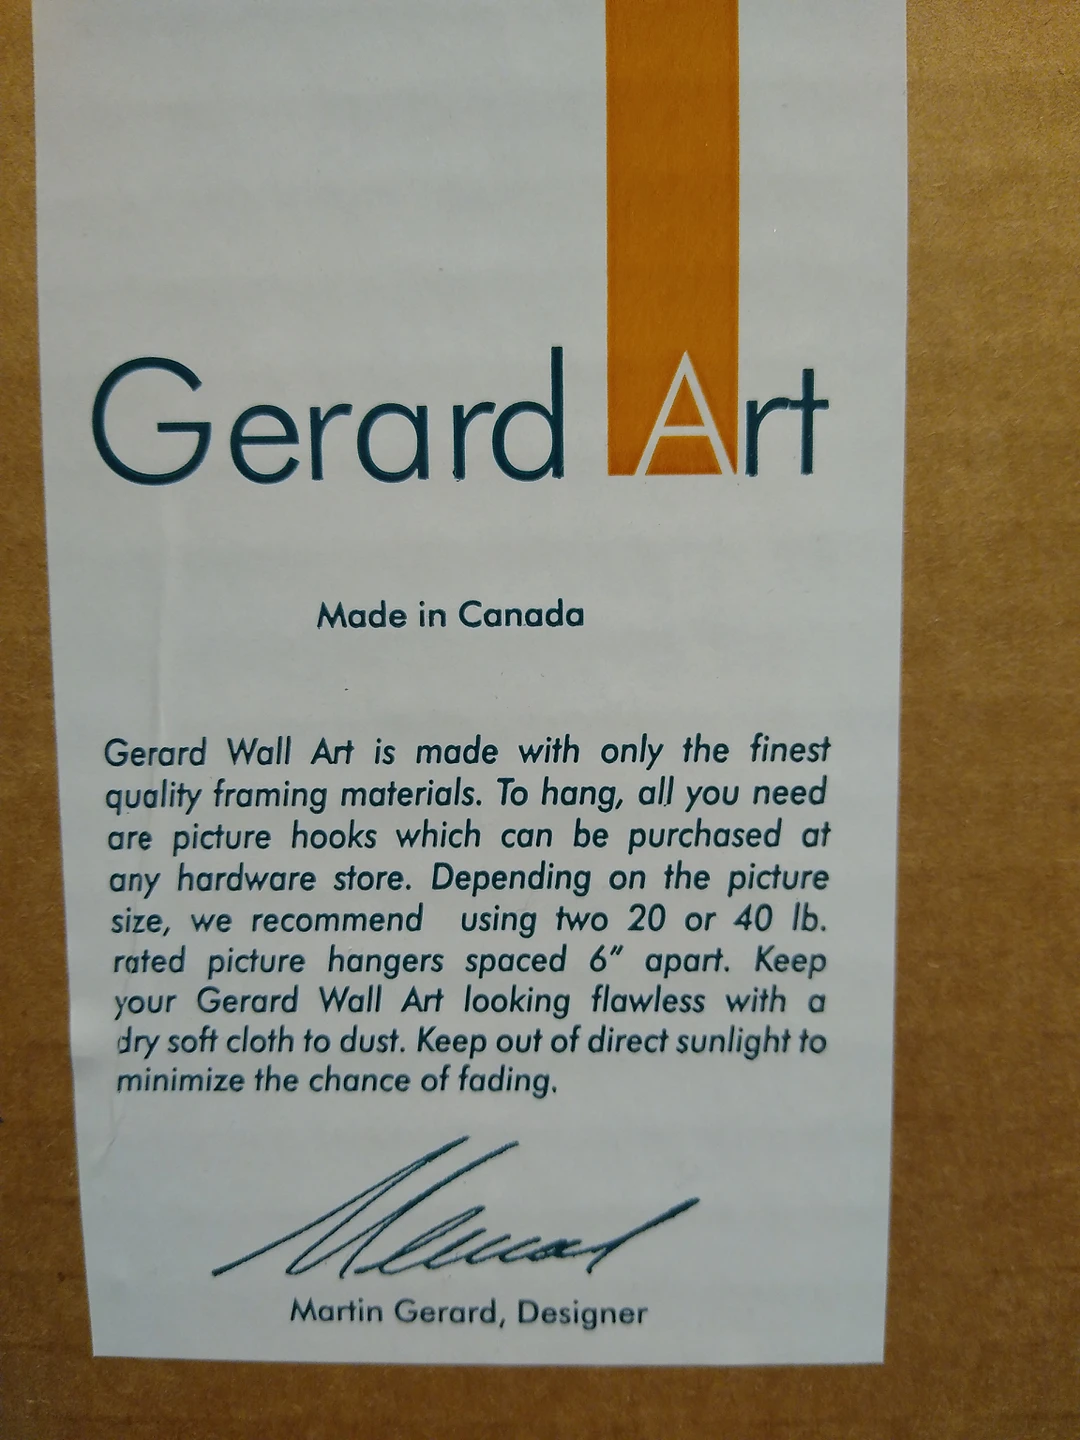 Gerard Art
Made in Canada
Gerard Wall Art is made with only the finest
quality framing materials. To hang, all you need
are picture hooks which can be purchased at
any hardware store. Depending on the picture
size, we recommend using two 20 or 40 lb.
rated picture hangers spaced 6″ apart. Keep
your Gerard Wall Art looking flawless with a
dry soft cloth to dust. Keep out of direct sunlight to
minimize the chance of fading.
Martin Gerard, Designer